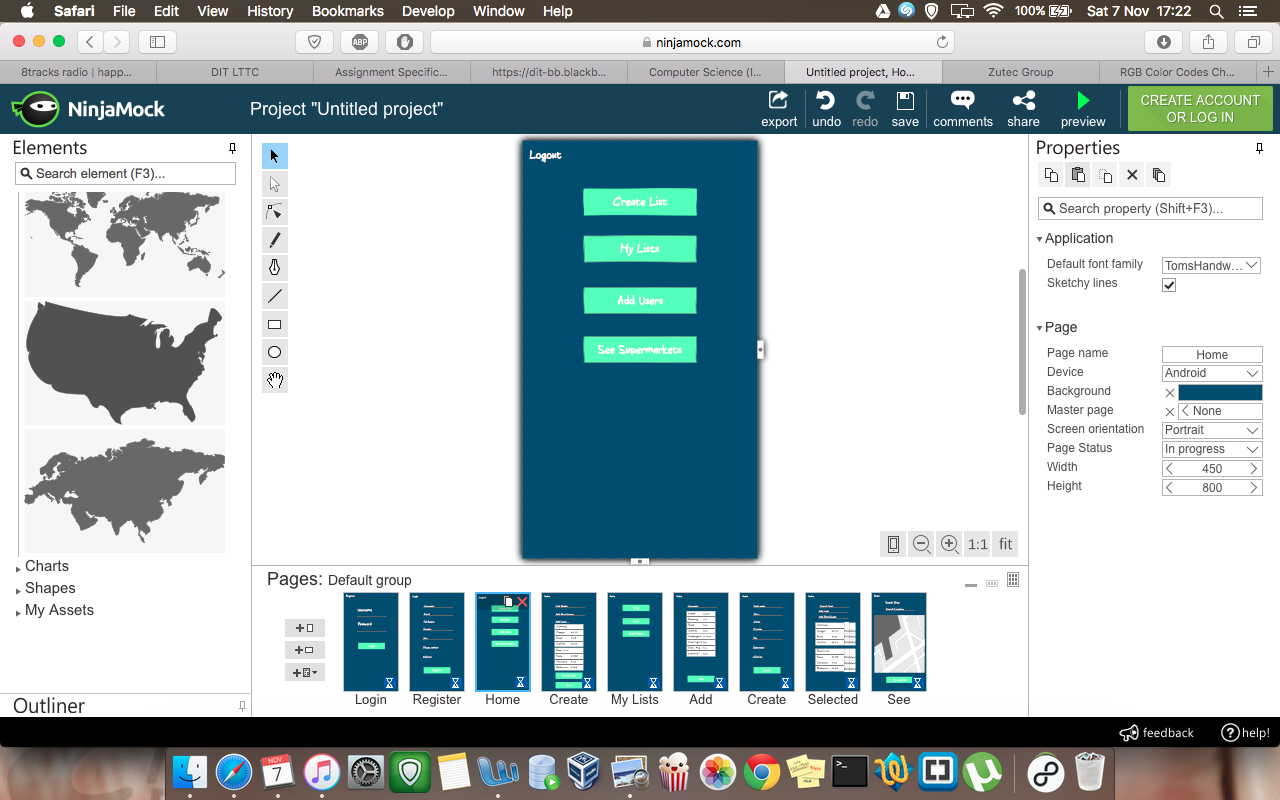 Safari File Edit View History Bookmarks Develop Window Help 100% Sat 7 Nov 17:22
ABP ninjamock.com
8tracks radio | happ... DIT LTTC Assignment Specific... https://dit-bb.blackb... Computer Science (I... Untitled project, Ho... Zutec Group RGB Color Codes Ch...
NinjaMock Project "Untitled project" export undo redo save comments share preview CREATE ACCOUNT
OR LOG IN
Elements
Search element (F3)...
Charts
Shapes
My Assets
Outliner
Logout
Create List
My Lists
Add Users
See Supermarkets
1:1 fit
Properties
Search property (Shift+F3)...
Application
Default font family TomsHandw...
Sketchy lines
Page
Page name Home
Device Android
Background
Master page None
Screen orientation Portrait
Page Status In progress
Width 450
Height 800
Pages: Default group
Username
Password
Login Register Home Create My Lists Add Create Selected See
feedback help!
NOV
7